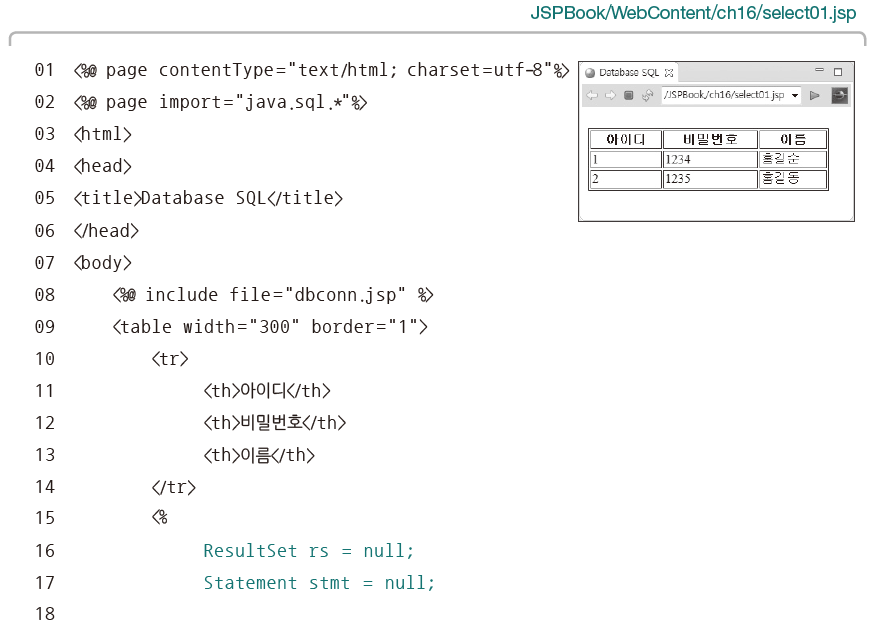 JSPBook/WebContent/ch16/select01.jsp
01 <%@ page contentType="text/html; charset=utf-8"%>
02 <%@ page import="java.sql.*"%>
03 <html>
04 <head>
05 <title>Database SQL</title>
06 </head>
07 <body>
08 <%@ include file="dbconn.jsp" %>
09 <table width="300" border="1">
10 <tr>
11 <th>아이디</th>
12 <th>비밀번호</th>
13 <th>이름</th>
14 </tr>
15 <%
16 ResultSet rs = null;
17 Statement stmt = null;
18
Database SQL
/JSPBook/ch16/select01.jsp
아이디 비밀번호 이름
1 1234 홍길순
2 1235 홍길동